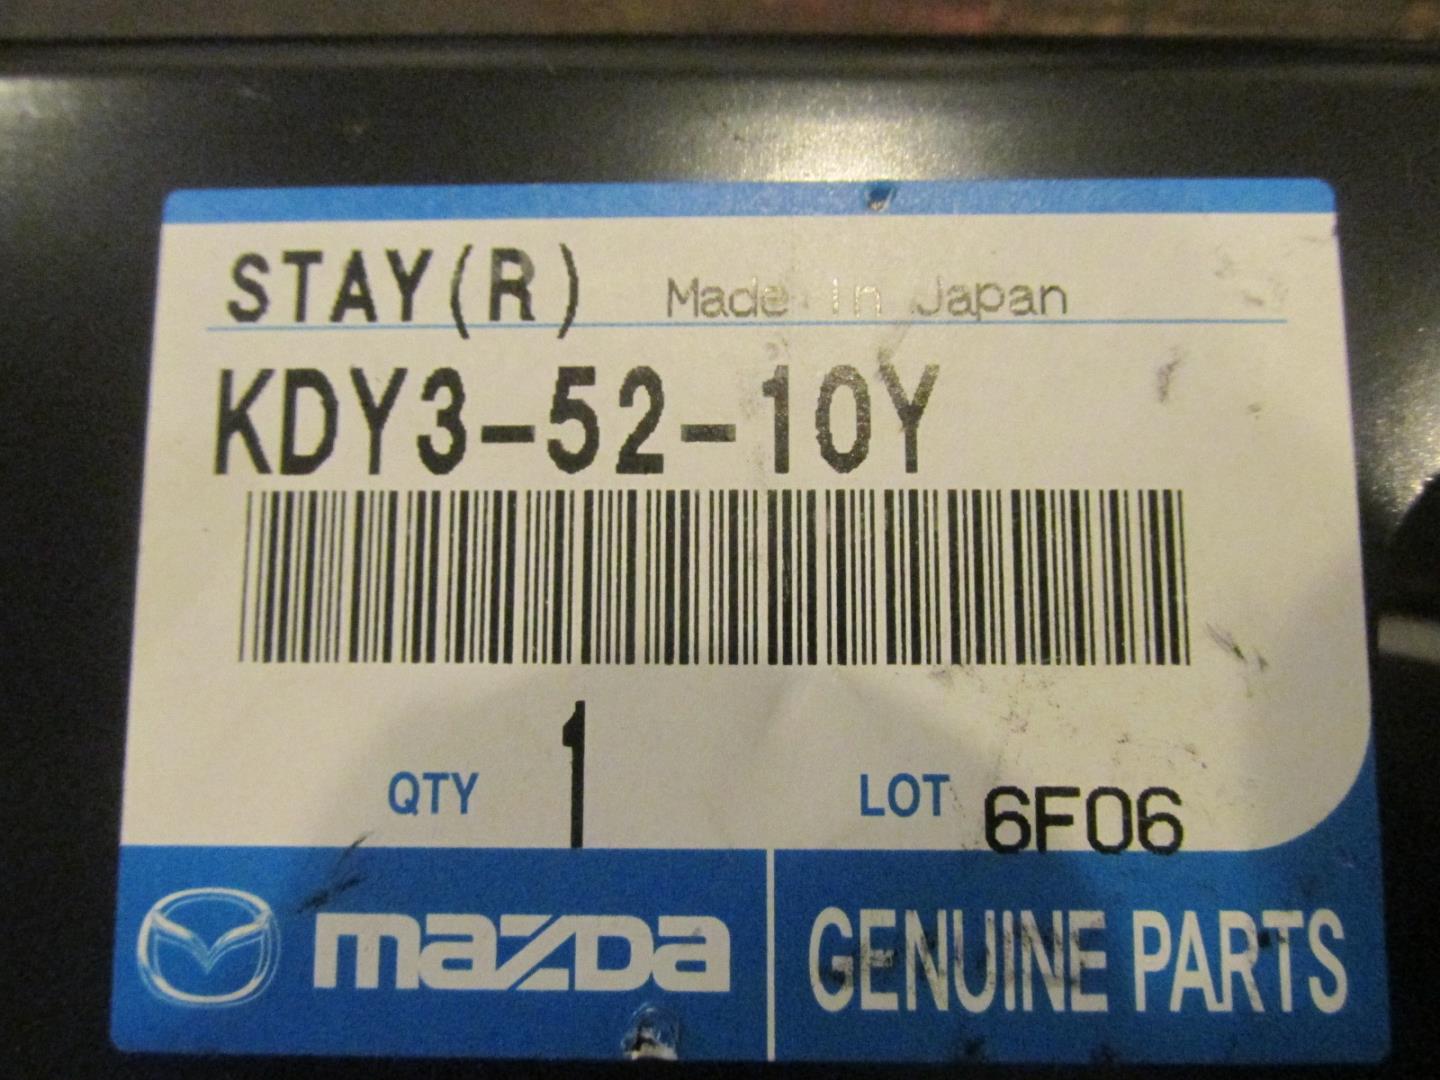 STAY(R) Made In Japan
KDY3-52-10Y
QTY 1 LOT 6F06
mazda GENUINE PARTS